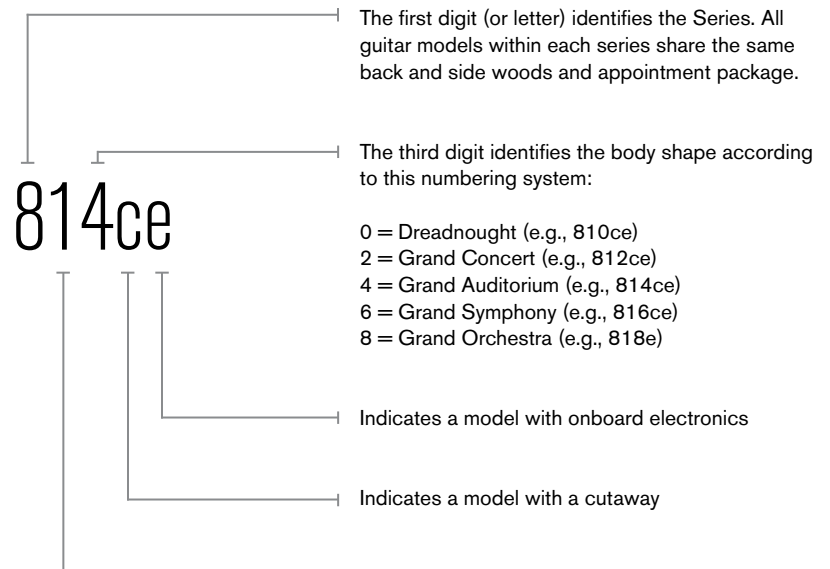 The first digit (or letter) identifies the Series. All
guitar models within each series share the same
back and side woods and appointment package.
The third digit identifies the body shape according
to this numbering system:
814ce
0 = Dreadnought (e.g., 810ce)
2 = Grand Concert (e.g., 812ce)
4 = Grand Auditorium (e.g., 814ce)
6 = Grand Symphony (e.g., 816ce)
8 = Grand Orchestra (e.g., 818e)
Indicates a model with onboard electronics
Indicates a model with a cutaway